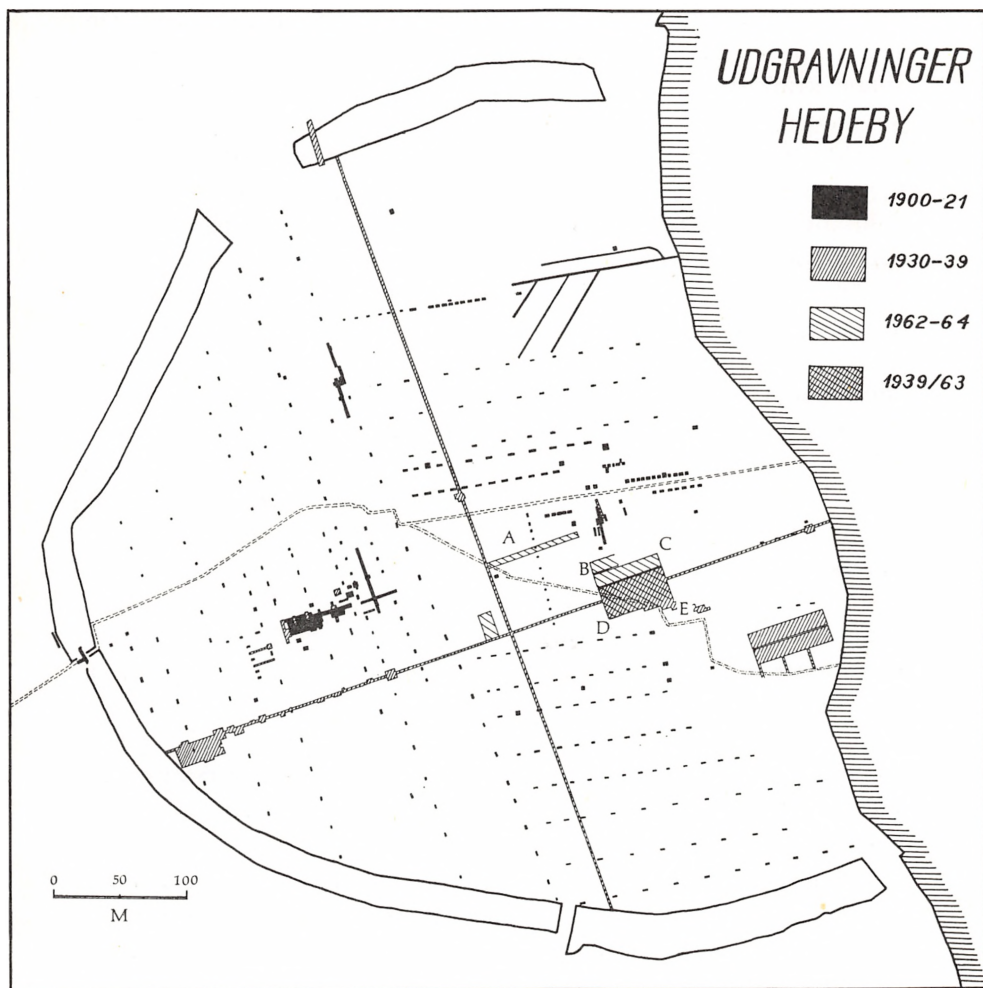 UDGRAVNINGER
HEDEBY
1900-21
1930-39
1962-64
1939/63
A
B
C
D
E
0 50 100
M